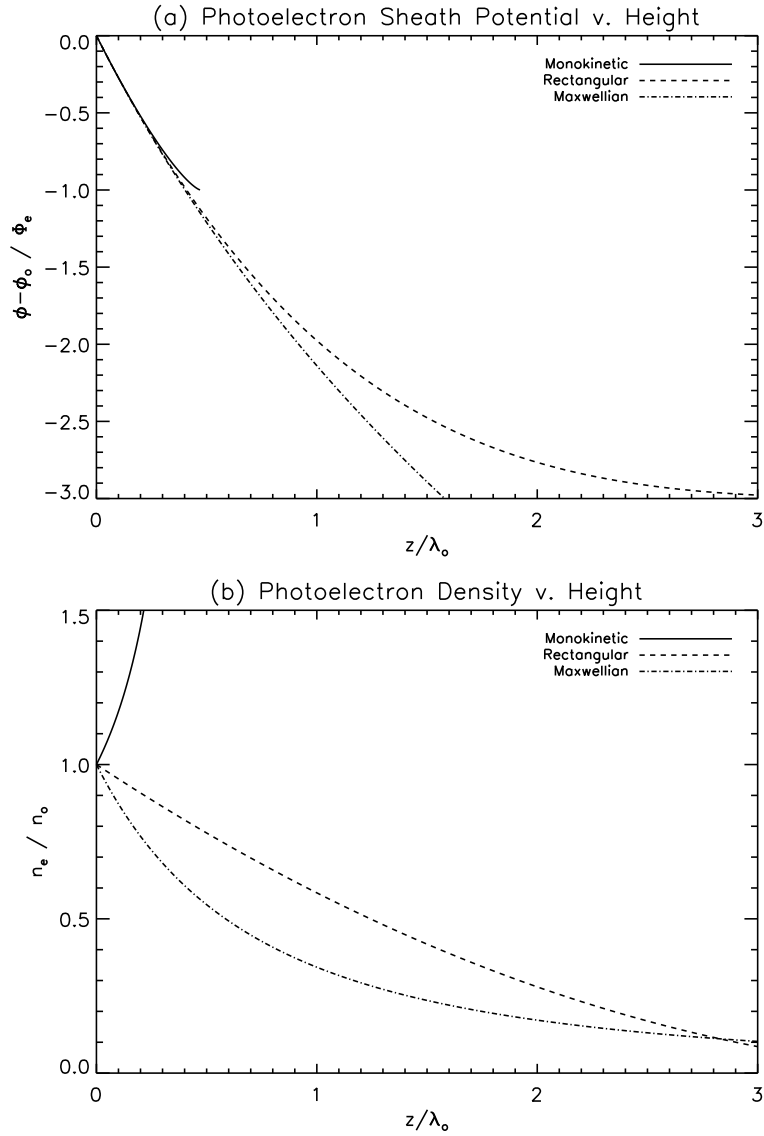 (a) Photoelectron Sheath Potential v. Height
0.0
−0.5
−1.0
−1.5
−2.0
−2.5
−3.0
ϕ−ϕₒ / Φₑ
Monokinetic
Rectangular
Maxwellian
0 1 2 3
z/λₒ
(b) Photoelectron Density v. Height
1.5
1.0
0.5
0.0
nₑ / nₒ
Monokinetic
Rectangular
Maxwellian
0 1 2 3
z/λₒ